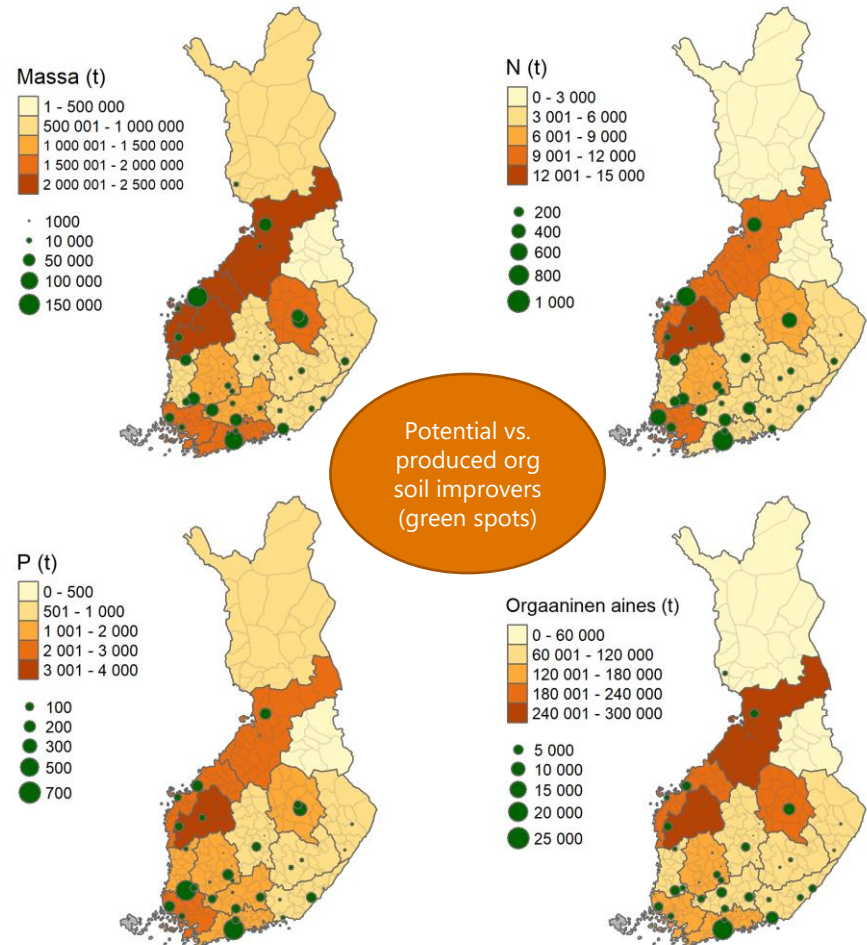 Massa (t)
1 - 500 000
500 001 - 1 000 000
1 000 001 - 1 500 000
1 500 001 - 2 000 000
2 000 001 - 2 500 000
1000
10 000
50 000
100 000
150 000
N (t)
0 - 3 000
3 001 - 6 000
6 001 - 9 000
9 001 - 12 000
12 001 - 15 000
200
400
600
800
1 000
Potential vs.
produced org
soil improvers
(green spots)
P (t)
0 - 500
501 - 1 000
1 001 - 2 000
2 001 - 3 000
3 001 - 4 000
100
200
300
500
700
Orgaaninen aines (t)
0 - 60 000
60 001 - 120 000
120 001 - 180 000
180 001 - 240 000
240 001 - 300 000
5 000
10 000
15 000
20 000
25 000